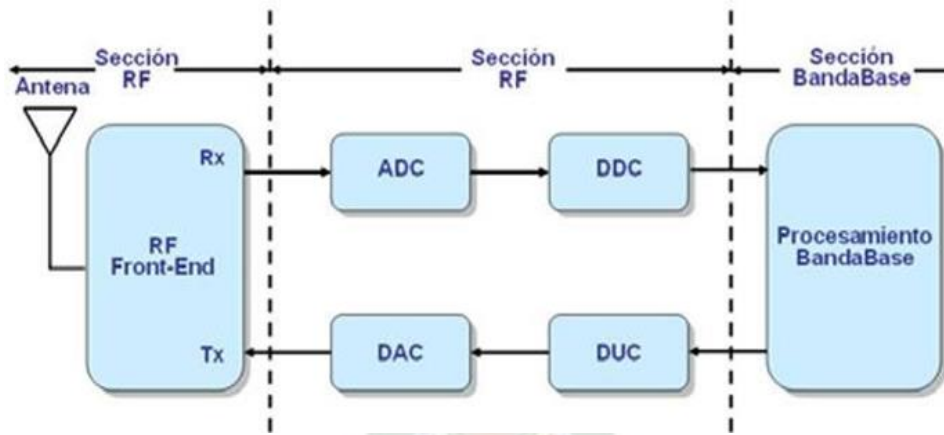 Sección
RF
Sección
RF
Sección
BandaBase
Antena
Rx
RF
Front-End
Tx
ADC
DDC
DAC
DUC
Procesamiento
BandaBase